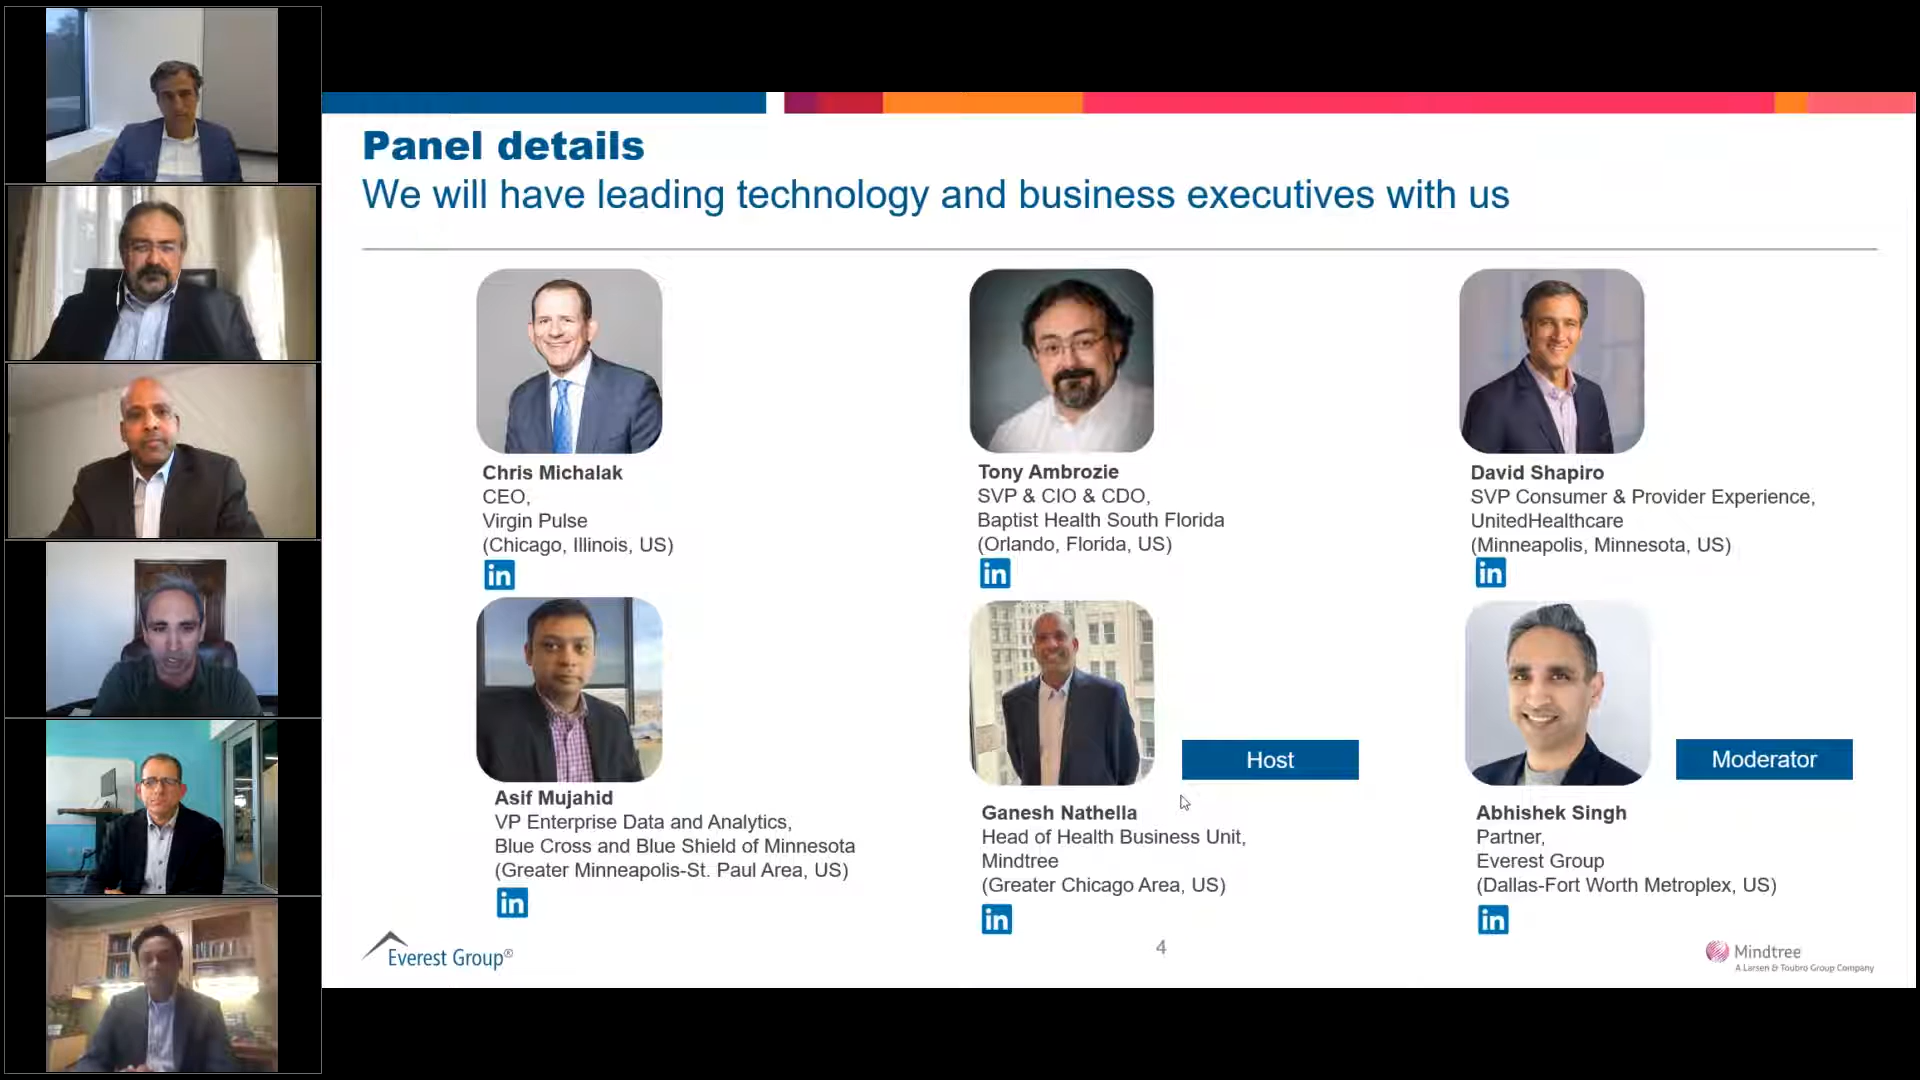 Panel details
We will have leading technology and business executives with us
Chris Michalak
CEO,
Virgin Pulse
(Chicago, Illinois, US)
in
Tony Ambrozie
SVP & CIO & CDO,
Baptist Health South Florida
(Orlando, Florida, US)
in
David Shapiro
SVP Consumer & Provider Experience,
UnitedHealthcare
(Minneapolis, Minnesota, US)
in
Asif Mujahid
VP Enterprise Data and Analytics,
Blue Cross and Blue Shield of Minnesota
(Greater Minneapolis-St. Paul Area, US)
in
Host
Ganesh Nathella
Head of Health Business Unit,
Mindtree
(Greater Chicago Area, US)
in
Moderator
Abhishek Singh
Partner,
Everest Group
(Dallas-Fort Worth Metroplex, US)
in
Everest Group®
4
Mindtree
A Larsen & Toubro Group Company